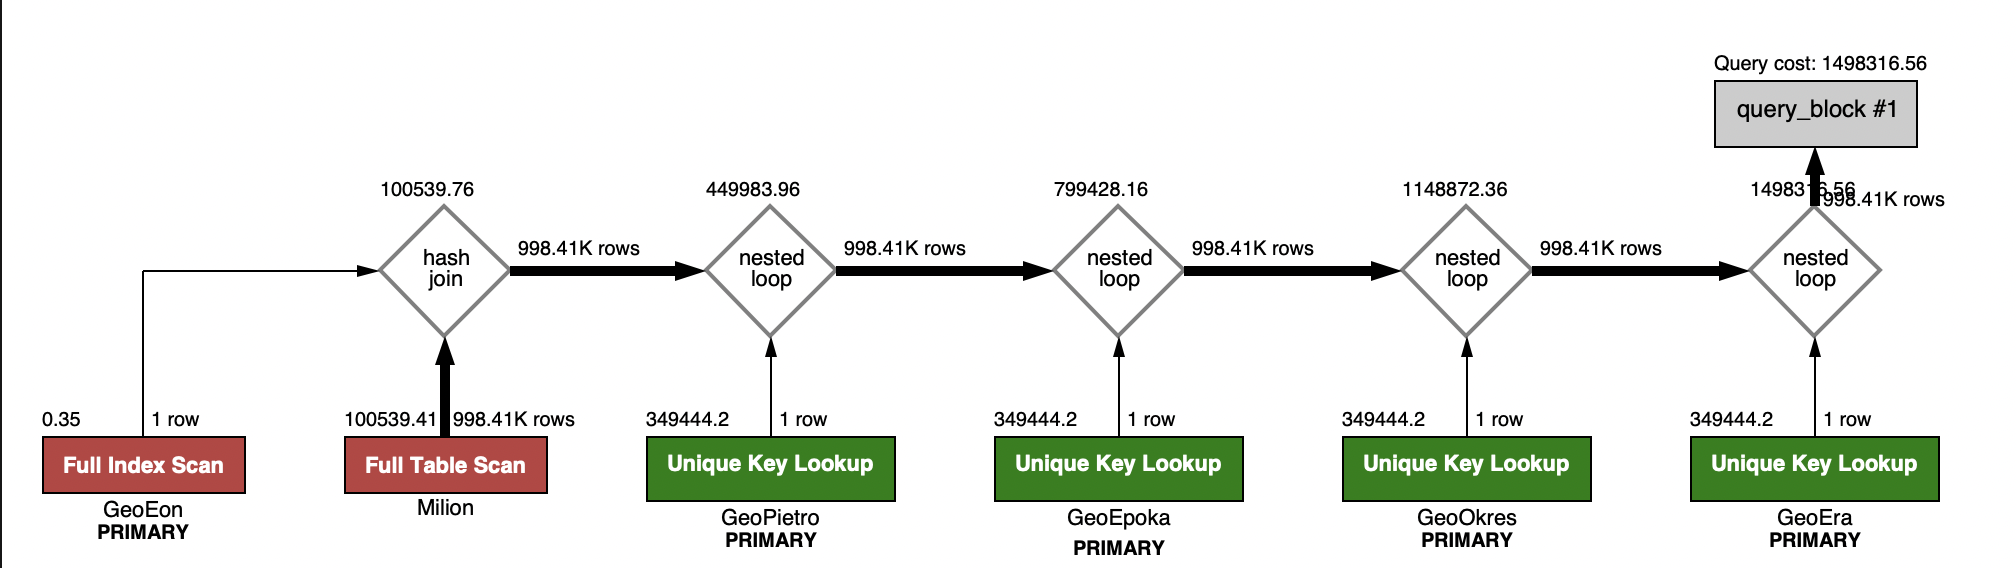 Query cost: 1498316.56
query_block #1
100539.76
449983.96
799428.16
1148872.36
1498316.56
998.41K rows
hash
join
998.41K rows
nested
loop
998.41K rows
nested
loop
998.41K rows
nested
loop
998.41K rows
nested
loop
0.35
1 row
100539.41
998.41K rows
349444.2
1 row
349444.2
1 row
349444.2
1 row
349444.2
1 row
Full Index Scan
Full Table Scan
Unique Key Lookup
Unique Key Lookup
Unique Key Lookup
Unique Key Lookup
GeoEon
PRIMARY
Milion
GeoPietro
PRIMARY
GeoEpoka
PRIMARY
GeoOkres
PRIMARY
GeoEra
PRIMARY